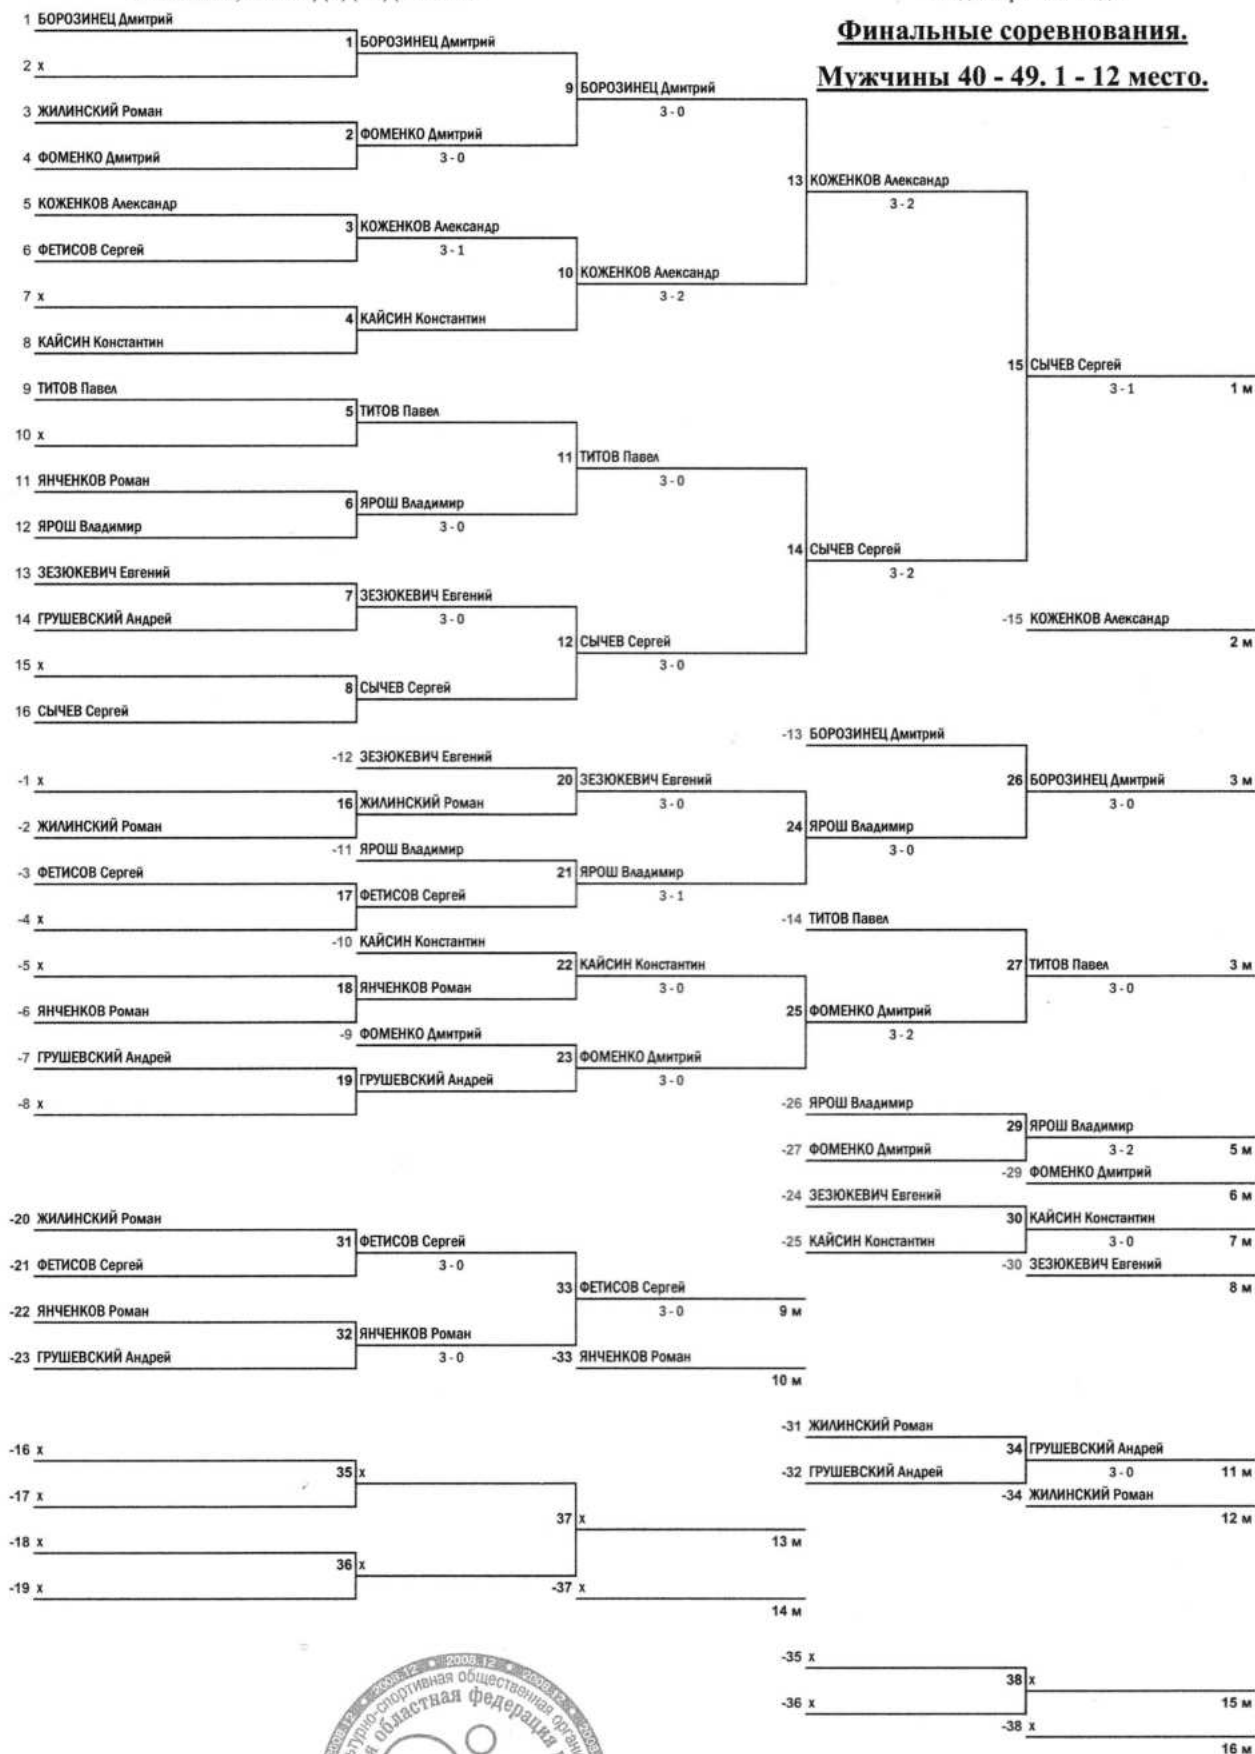 Финальные соревнования.
Мужчины 40 - 49. 1 - 12 место.
1 БОРОЗИНЕЦ Дмитрий
1 БОРОЗИНЕЦ Дмитрий
2 х
9 БОРОЗИНЕЦ Дмитрий
3 - 0
3 ЖИЛИНСКИЙ Роман
2 ФОМЕНКО Дмитрий
3 - 0
4 ФОМЕНКО Дмитрий
13 КОЖЕНКОВ Александр
3 - 2
5 КОЖЕНКОВ Александр
3 КОЖЕНКОВ Александр
3 - 1
6 ФЕТИСОВ Сергей
10 КОЖЕНКОВ Александр
3 - 2
7 х
4 КАЙСИН Константин
8 КАЙСИН Константин
15 СЫЧЕВ Сергей
3 - 1 1 м
9 ТИТОВ Павел
5 ТИТОВ Павел
10 х
11 ТИТОВ Павел
3 - 0
11 ЯНЧЕНКОВ Роман
6 ЯРОШ Владимир
3 - 0
12 ЯРОШ Владимир
14 СЫЧЕВ Сергей
3 - 2
13 ЗЕЗЮКЕВИЧ Евгений
7 ЗЕЗЮКЕВИЧ Евгений
3 - 0
14 ГРУШЕВСКИЙ Андрей
-15 КОЖЕНКОВ Александр
2 м
12 СЫЧЕВ Сергей
3 - 0
15 х
8 СЫЧЕВ Сергей
16 СЫЧЕВ Сергей
-13 БОРОЗИНЕЦ Дмитрий
-12 ЗЕЗЮКЕВИЧ Евгений
-1 х
20 ЗЕЗЮКЕВИЧ Евгений
3 - 0
26 БОРОЗИНЕЦ Дмитрий 3 м
3 - 0
16 ЖИЛИНСКИЙ Роман
-2 ЖИЛИНСКИЙ Роман
24 ЯРОШ Владимир
3 - 0
-11 ЯРОШ Владимир
-3 ФЕТИСОВ Сергей
21 ЯРОШ Владимир
3 - 1
17 ФЕТИСОВ Сергей
-4 х
-14 ТИТОВ Павел
-10 КАЙСИН Константин
-5 х
22 КАЙСИН Константин
3 - 0
27 ТИТОВ Павел 3 м
3 - 0
18 ЯНЧЕНКОВ Роман
-6 ЯНЧЕНКОВ Роман
25 ФОМЕНКО Дмитрий
3 - 2
-9 ФОМЕНКО Дмитрий
-7 ГРУШЕВСКИЙ Андрей
23 ФОМЕНКО Дмитрий
3 - 0
19 ГРУШЕВСКИЙ Андрей
-8 х
-26 ЯРОШ Владимир
29 ЯРОШ Владимир
3 - 2 5 м
-27 ФОМЕНКО Дмитрий
-29 ФОМЕНКО Дмитрий
6 м
-24 ЗЕЗЮКЕВИЧ Евгений
30 КАЙСИН Константин
3 - 0 7 м
-25 КАЙСИН Константин
-30 ЗЕЗЮКЕВИЧ Евгений
8 м
-20 ЖИЛИНСКИЙ Роман
31 ФЕТИСОВ Сергей
3 - 0
-21 ФЕТИСОВ Сергей
33 ФЕТИСОВ Сергей
3 - 0 9 м
-22 ЯНЧЕНКОВ Роман
32 ЯНЧЕНКОВ Роман
3 - 0
-23 ГРУШЕВСКИЙ Андрей
-33 ЯНЧЕНКОВ Роман
10 м
-31 ЖИЛИНСКИЙ Роман
34 ГРУШЕВСКИЙ Андрей
3 - 0 11 м
-32 ГРУШЕВСКИЙ Андрей
-34 ЖИЛИНСКИЙ Роман
12 м
-16 х
35 х
-17 х
37 х
13 м
-18 х
36 х
-19 х
-37 х
14 м
-35 х
38 х
15 м
-36 х
-38 х
16 м
2008.12 • 2008.12 • 2008.12
спортивная общественная
областная федерация